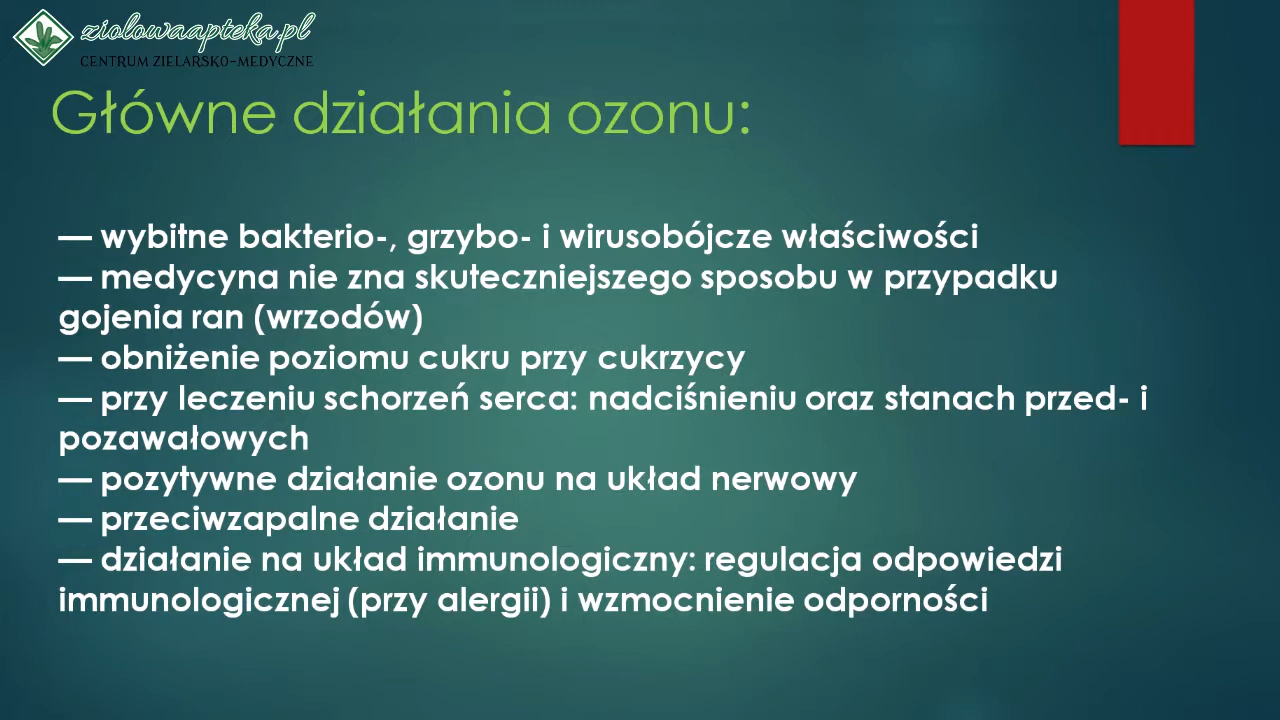 ziolowaapteka.pl
CENTRUM ZIELARSKO-MEDYCZNE
Główne działania ozonu:
— wybitne bakterio-, grzybo- i wirusobójcze właściwości
— medycyna nie zna skuteczniejszego sposobu w przypadku
gojenia ran (wrzodów)
— obniżenie poziomu cukru przy cukrzycy
— przy leczeniu schorzeń serca: nadciśnieniu oraz stanach przed- i
pozawałowych
— pozytywne działanie ozonu na układ nerwowy
— przeciwzapalne działanie
— działanie na układ immunologiczny: regulacja odpowiedzi
immunologicznej (przy alergii) i wzmocnienie odporności